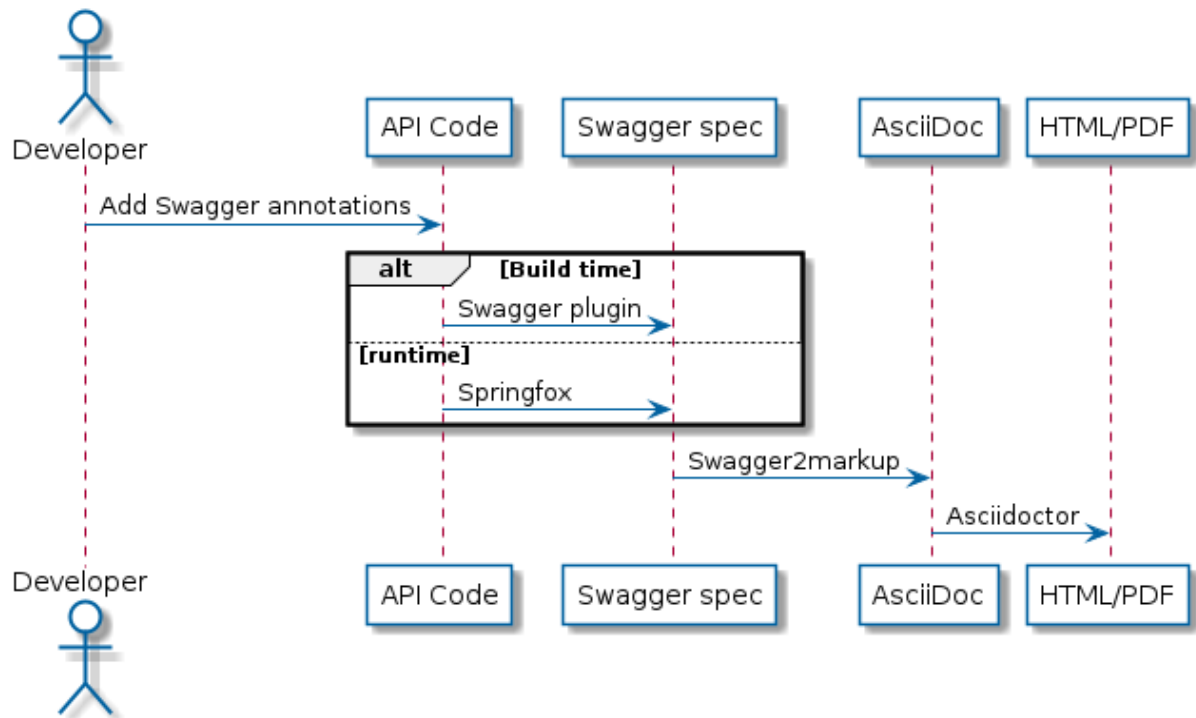 Developer
API Code
Swagger spec
AsciiDoc
HTML/PDF
Add Swagger annotations
alt
[Build time]
Swagger plugin
[runtime]
Springfox
Swagger2markup
Asciidoctor
Developer
API Code
Swagger spec
AsciiDoc
HTML/PDF